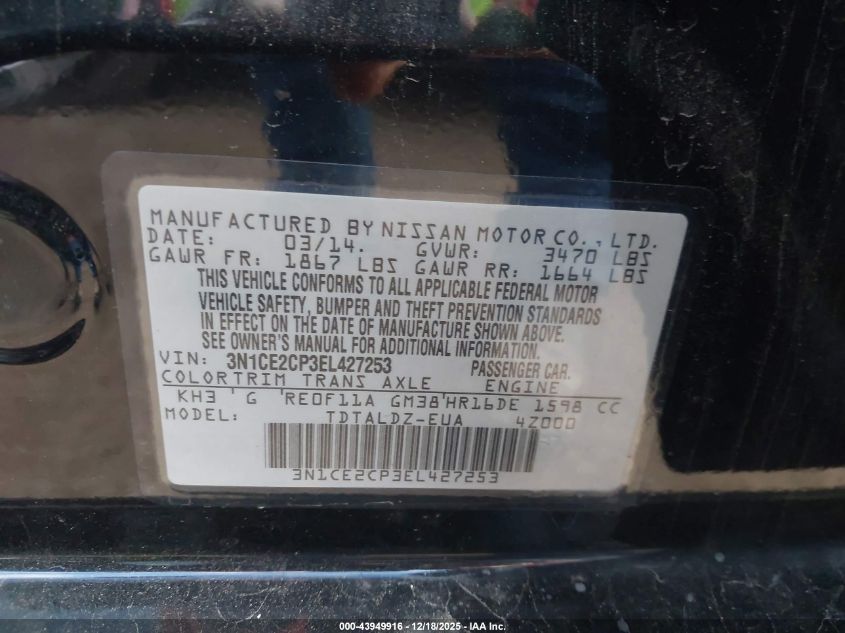 MANUFACTURED BY NISSAN MOTOR CO., LTD.
DATE: 03/14. GVWR: 3470 LBS
GAWR FR: 1867 LBS GAWR RR: 1664 LBS
THIS VEHICLE CONFORMS TO ALL APPLICABLE FEDERAL MOTOR
VEHICLE SAFETY, BUMPER AND THEFT PREVENTION STANDARDS
IN EFFECT ON THE DATE OF MANUFACTURE SHOWN ABOVE.
SEE OWNER'S MANUAL FOR ADDITIONAL INFORMATION.
VIN: 3N1CE2CP3EL427253 PASSENGER CAR.
COLOR TRIM TRANS AXLE ENGINE
KH3 G RE0F11A GM38 HR16DE 1598 CC
MODEL: TDTALDZ-EUA 4Z000
3N1CE2CP3EL427253
000-43949916 - 12/18/2025 - IAA Inc.